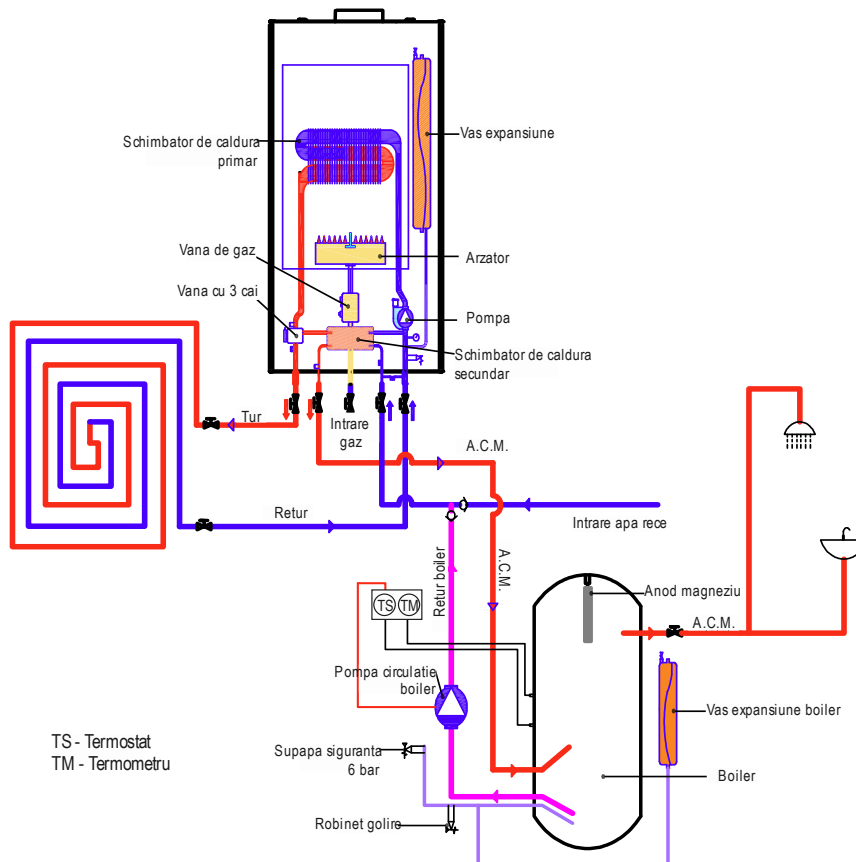 Schimbator de caldura
primar
Vas expansiune
Vana de gaz
Arzator
Vana cu 3 cai
Pompa
Schimbator de caldura
secundar
Tur
Intrare
gaz
A.C.M.
Retur
Intrare apa rece
Retur boiler
A.C.M.
TS
TM
Anod magneziu
A.C.M.
Pompa circulatie
boiler
Vas expansiune boiler
TS - Termostat
TM - Termometru
Supapa siguranta
6 bar
Boiler
Robinet golire